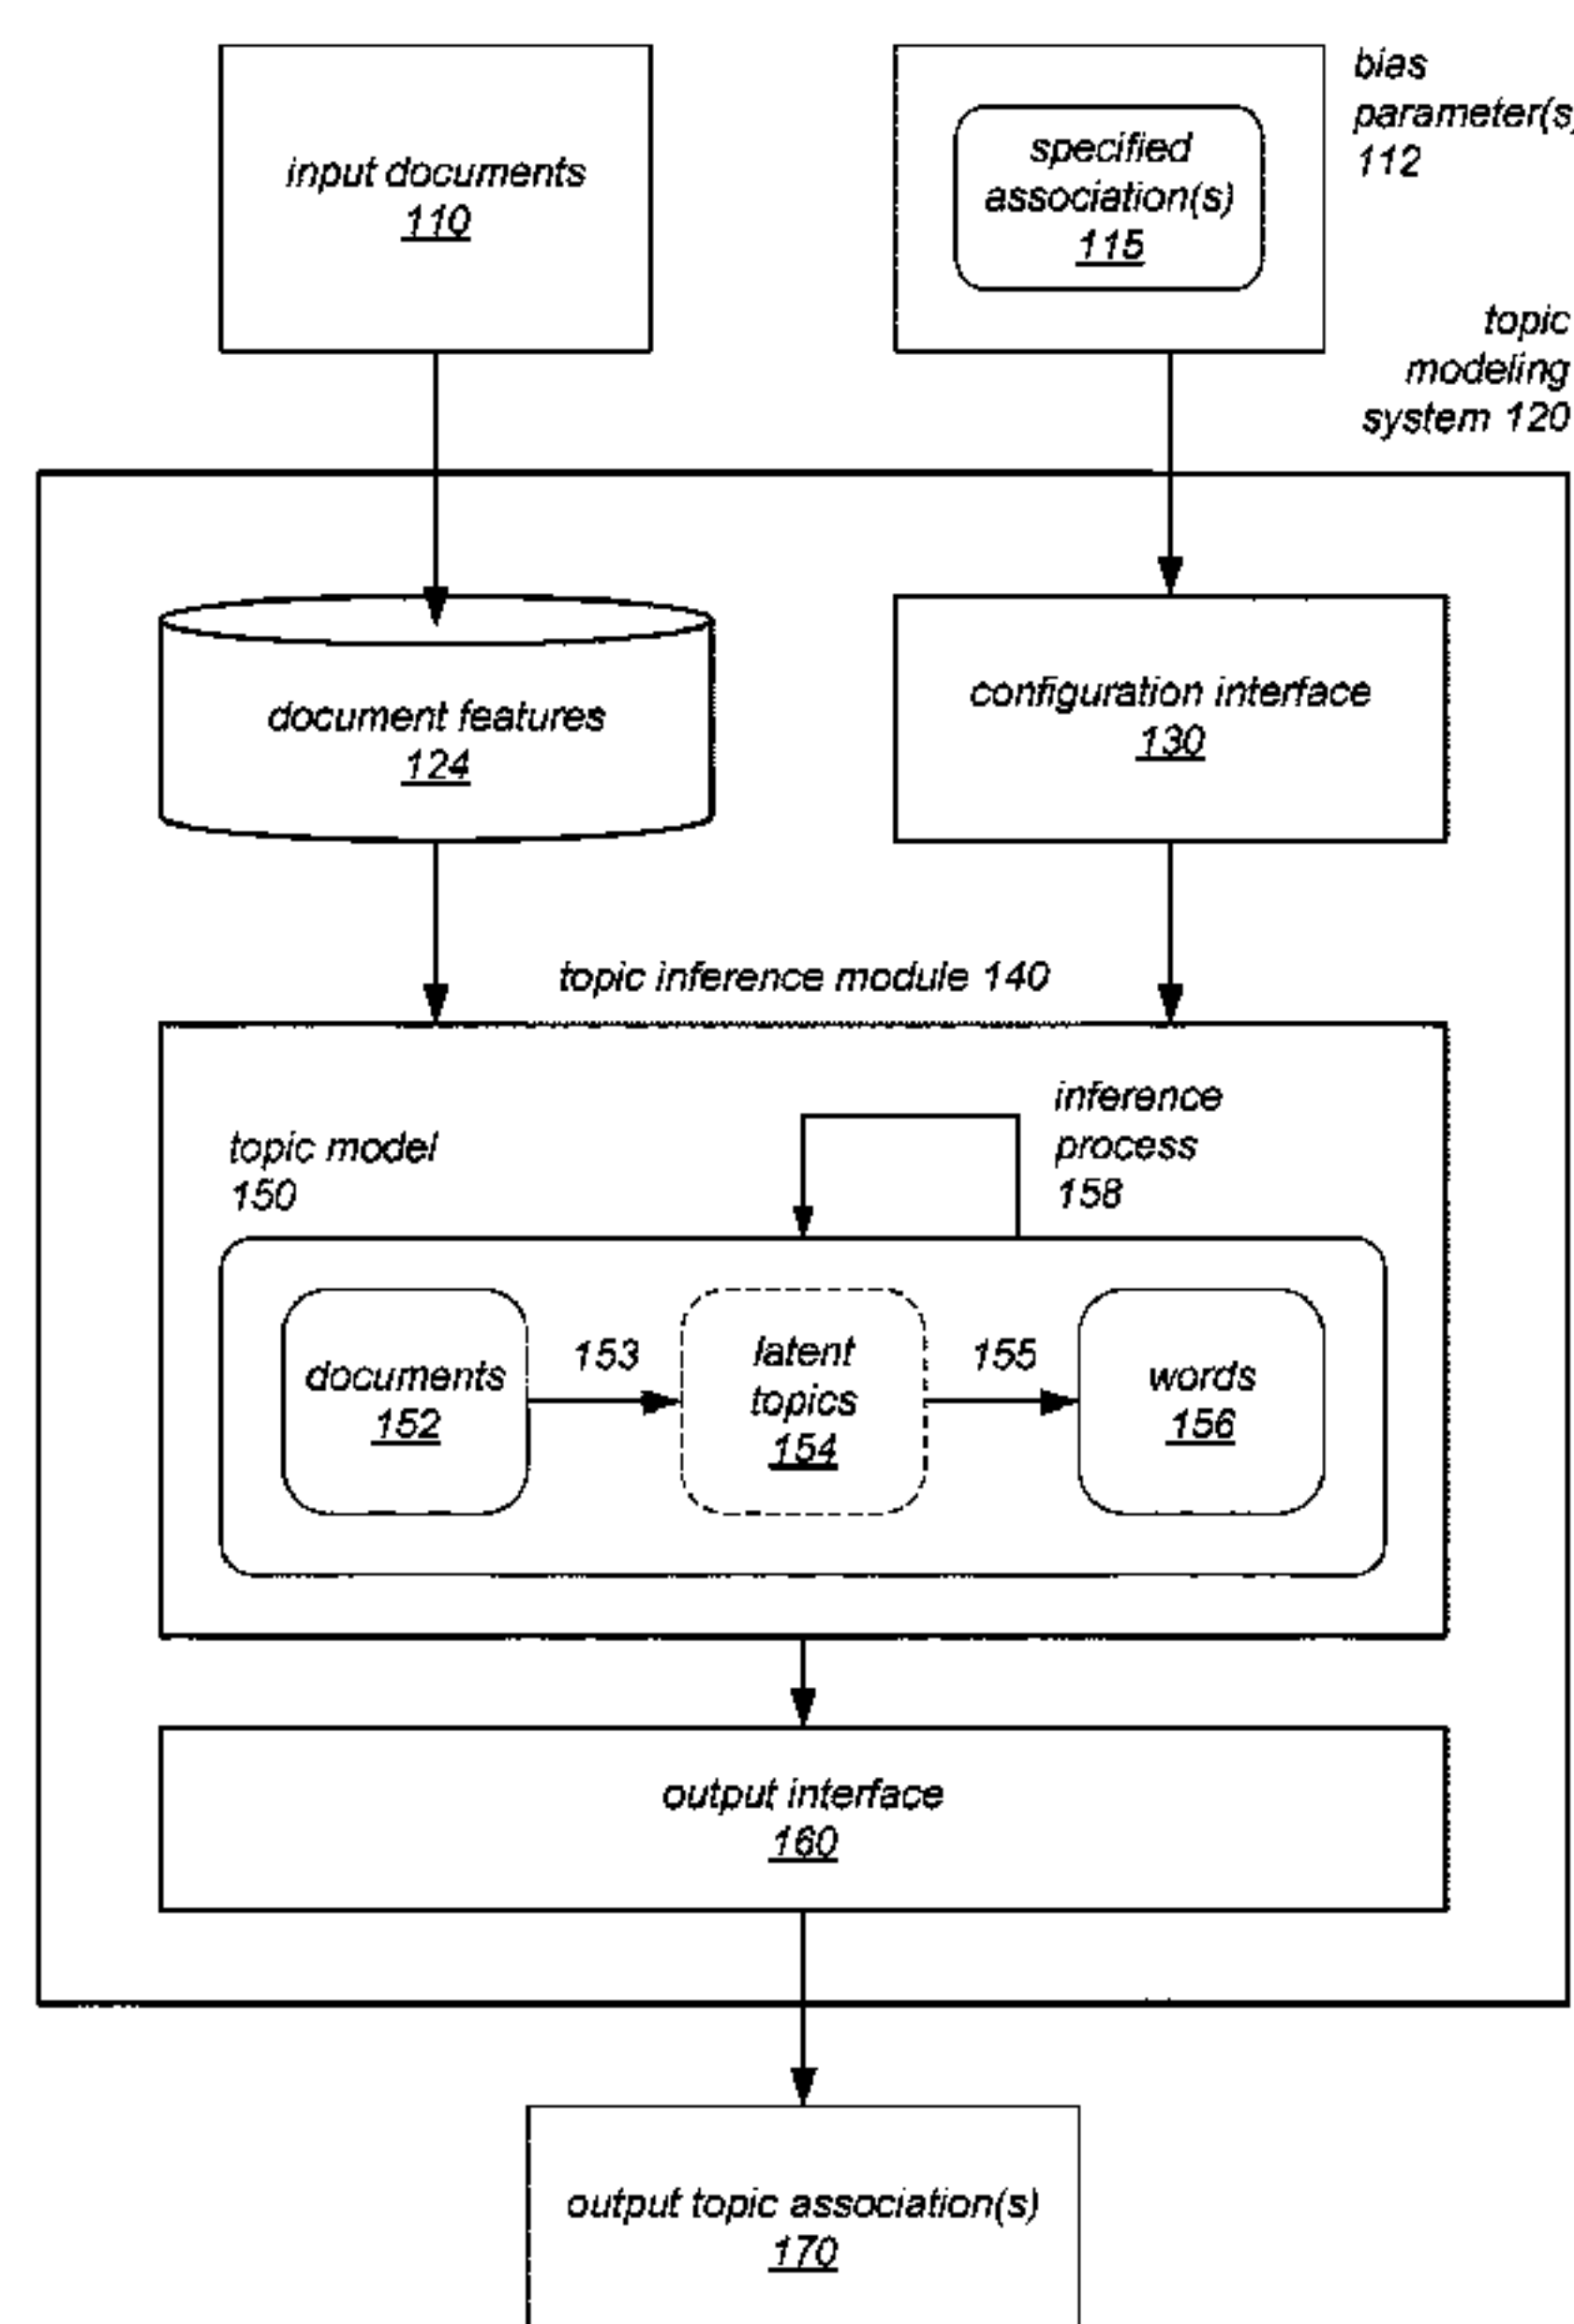 input documents
110
specified
association(s)
115
bias
parameter(s)
112
topic
modeling
system 120
document features
124
configuration interface
130
topic inference module 140
topic model
150
inference
process
158
documents
152
153
latent
topics
154
155
words
156
output interface
160
output topic association(s)
170